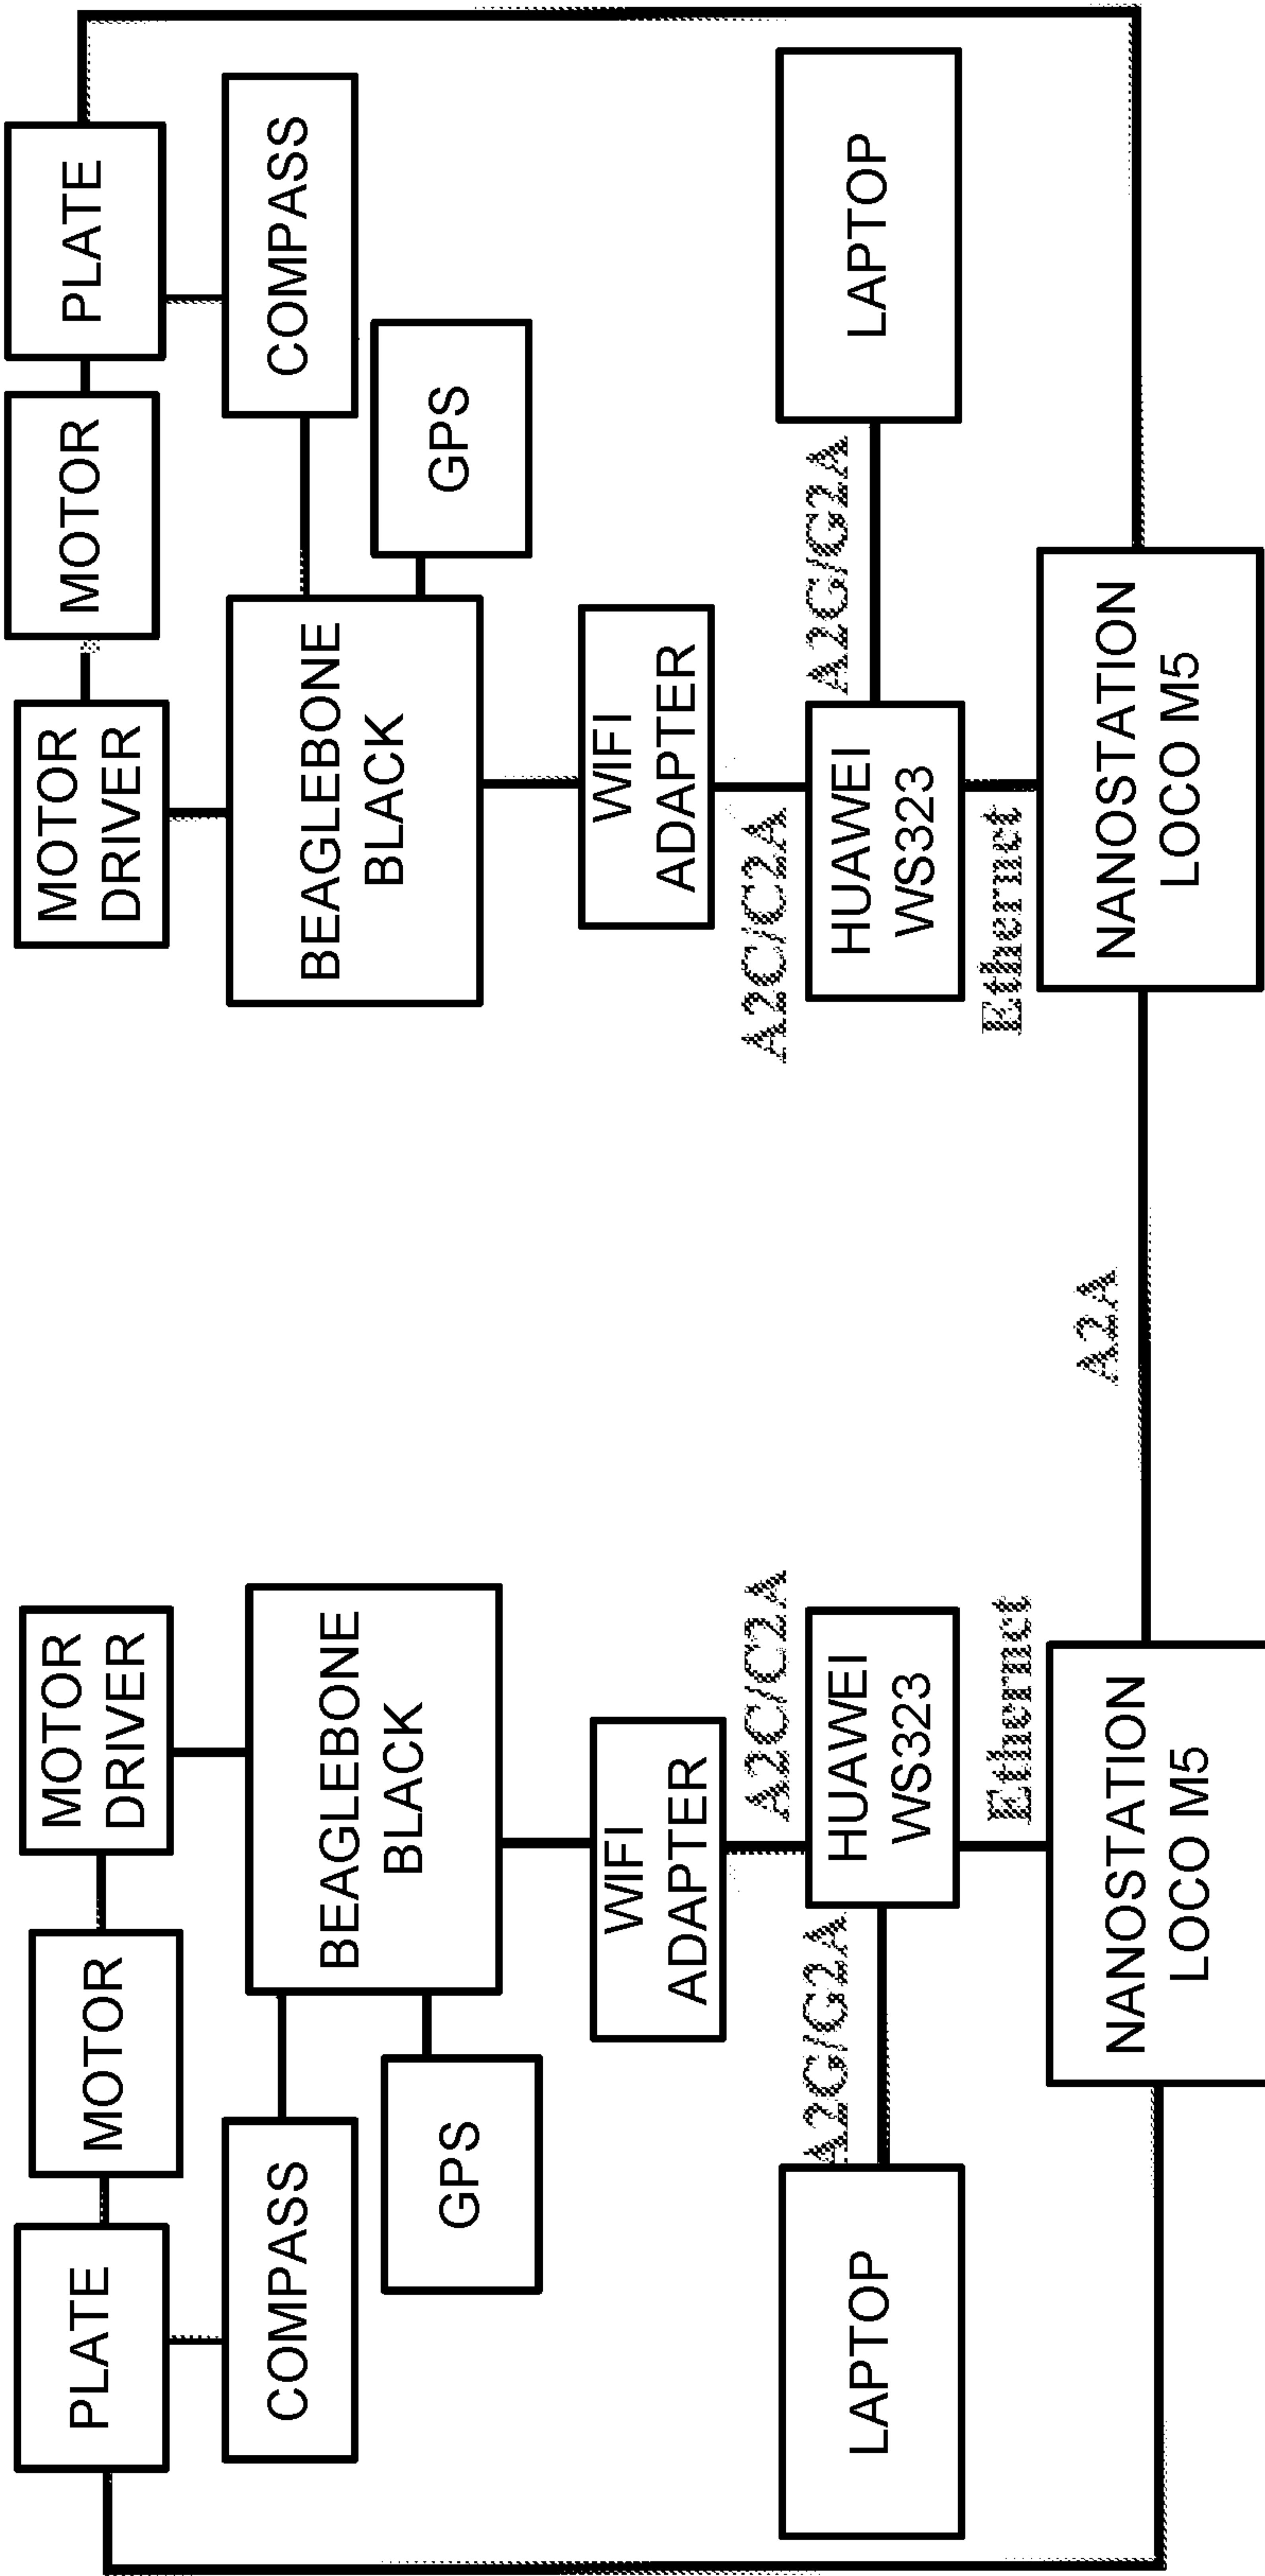 PLATE
MOTOR
MOTOR
DRIVER
COMPASS
GPS
BEAGLEBONE
BLACK
WIFI
ADAPTER
A2C/C2A
A2G/G2A
LAPTOP
HUAWEI
WS323
Ethernet
NANOSTATION
LOCO M5
A2A
MOTOR
DRIVER
MOTOR
PLATE
BEAGLEBONE
BLACK
COMPASS
GPS
WIFI
ADAPTER
A2C/C2A
A2G/G2A
HUAWEI
WS323
LAPTOP
Ethernet
NANOSTATION
LOCO M5